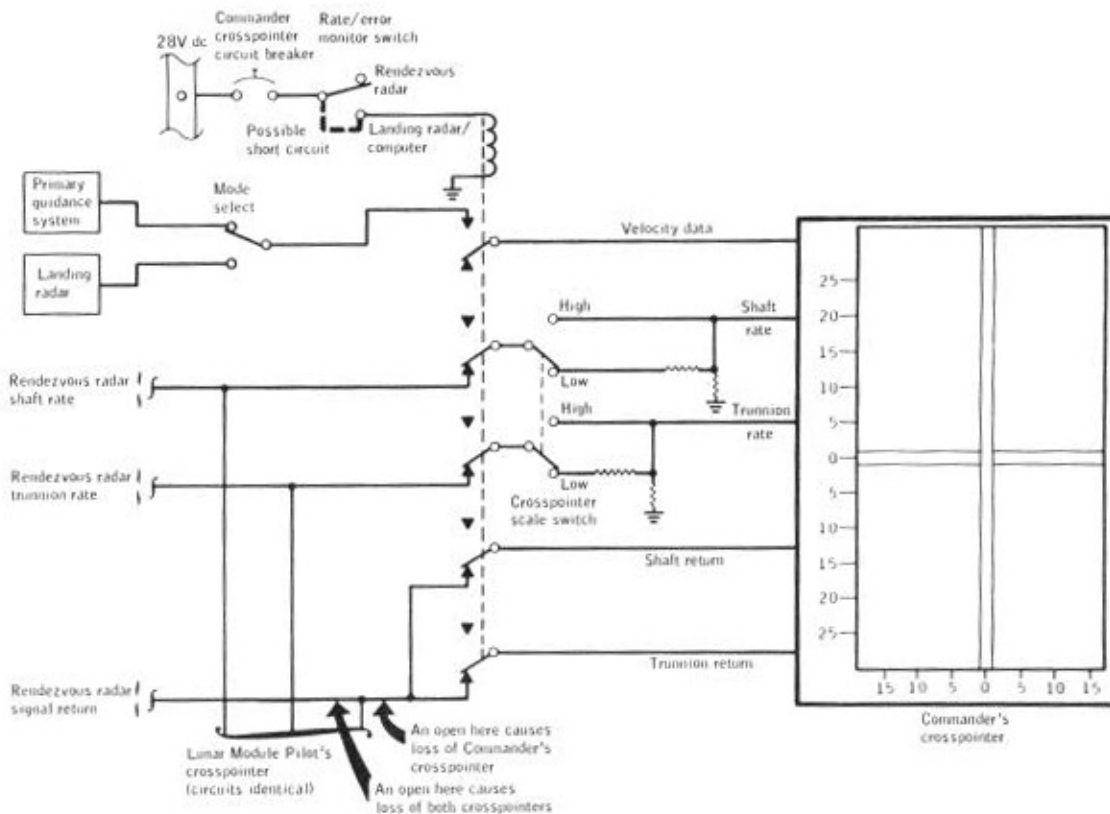 28V dc
Commander
crosspointer
circuit breaker
Rate/error
monitor switch
Rendezvous
radar
Possible
short circuit
Landing radar/
computer
Primary
guidance
system
Mode
select
Landing
radar
Velocity data
High
Shaft
rate
Low
Rendezvous radar
shaft rate
High
Trunnion
rate
Low
Rendezvous radar
trunnion rate
Crosspointer
scale switch
Shaft return
Trunnion return
Rendezvous radar
signal return
Lunar Module Pilot's
crosspointer
(circuits identical)
An open here causes
loss of Commander's
crosspointer
An open here causes
loss of both crosspointers
25
20
15
10
5
0
5
10
15
20
25
15 10 5 0 5 10 15
Commander's
crosspointer